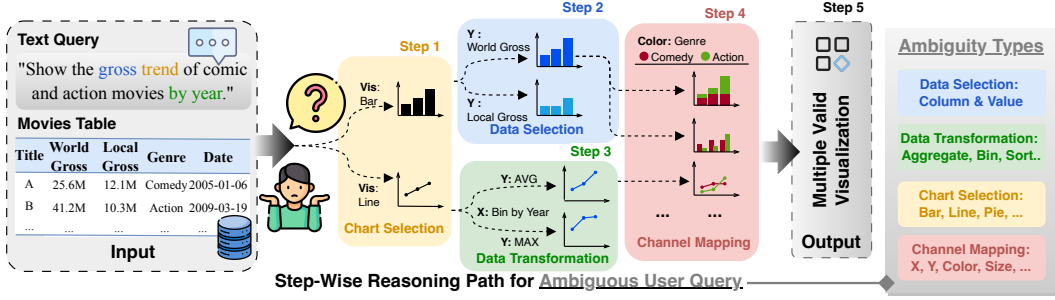 Text Query
"Show the gross trend of comic
and action movies by year."
Movies Table
Title World Gross Local Gross Genre Date
A 25.6M 12.1M Comedy 2005-01-06
B 41.2M 10.3M Action 2009-03-19
... ... ... ... ...
Input
Step 1
Vis:
Bar
Vis:
Line
Chart Selection
Step 2
Y :
World Gross
Y :
Local Gross
Data Selection
Step 3
Y: AVG
X: Bin by Year
Y: MAX
Data Transformation
Step 4
Color: Genre
Comedy Action
... ...
Channel Mapping
Step 5
Multiple Valid
Visualization
Output
Ambiguity Types
Data Selection:
Column & Value
Data Transformation:
Aggregate, Bin, Sort..
Chart Selection:
Bar, Line, Pie, ...
Channel Mapping:
X, Y, Color, Size, ...
Step-Wise Reasoning Path for Ambiguous User Query